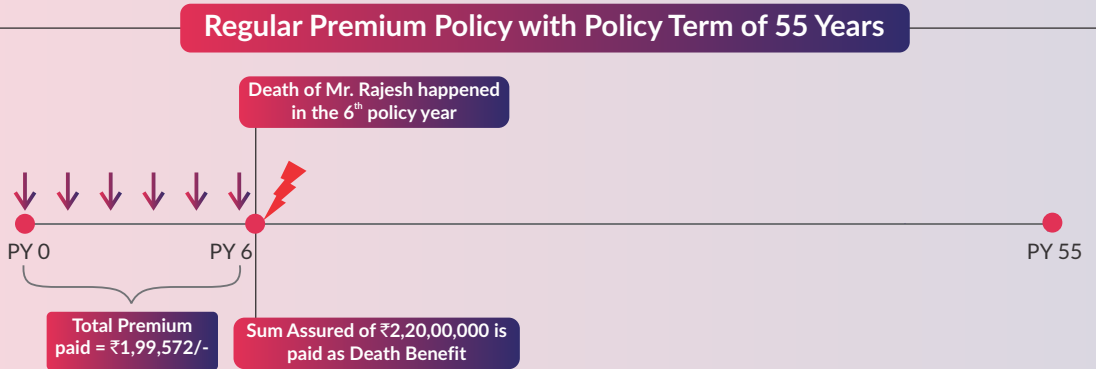 Regular Premium Policy with Policy Term of 55 Years
Death of Mr. Rajesh happened
in the 6th policy year
PY 0
PY 6
PY 55
Total Premium
paid = ₹1,99,572/-
Sum Assured of ₹2,20,00,000 is
paid as Death Benefit